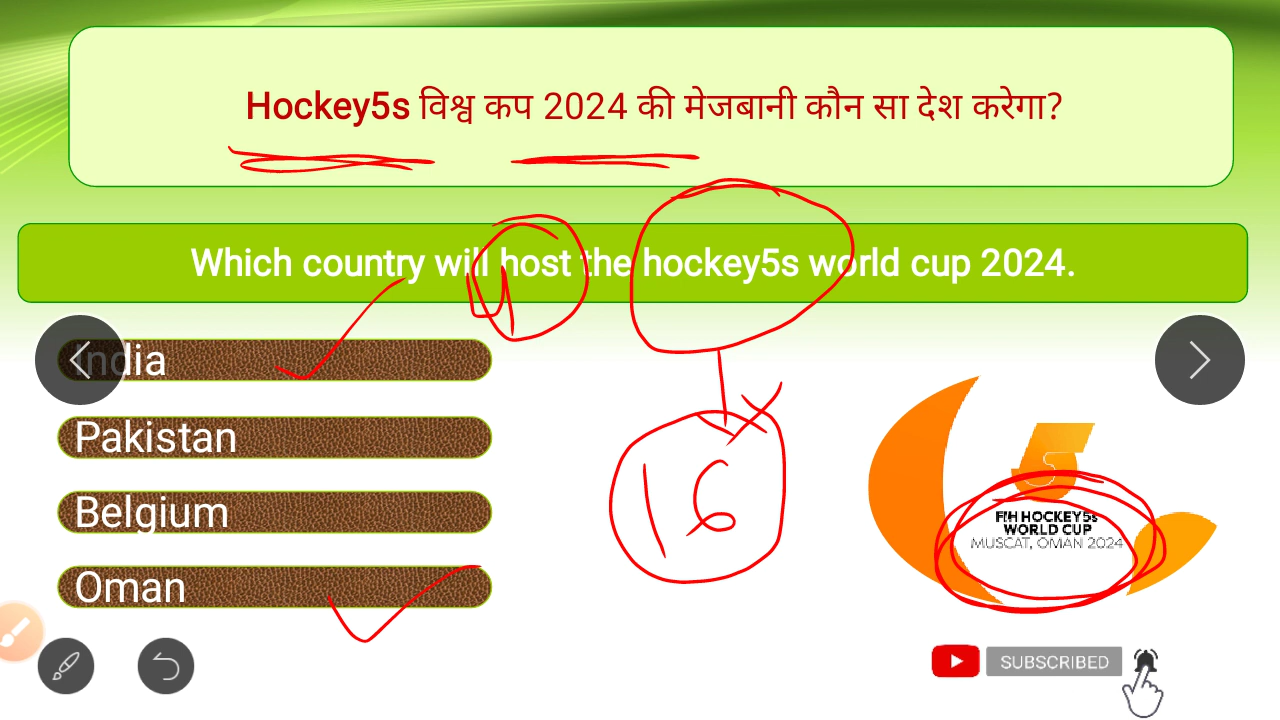 Hockey5s विश्व कप 2024 की मेजबानी कौन सा देश करेगा?
Which country will host the hockey5s world cup 2024.
India
Pakistan
Belgium
Oman
16
5
FIH HOCKEY5s
WORLD CUP
MUSCAT, OMAN 2024
SUBSCRIBED